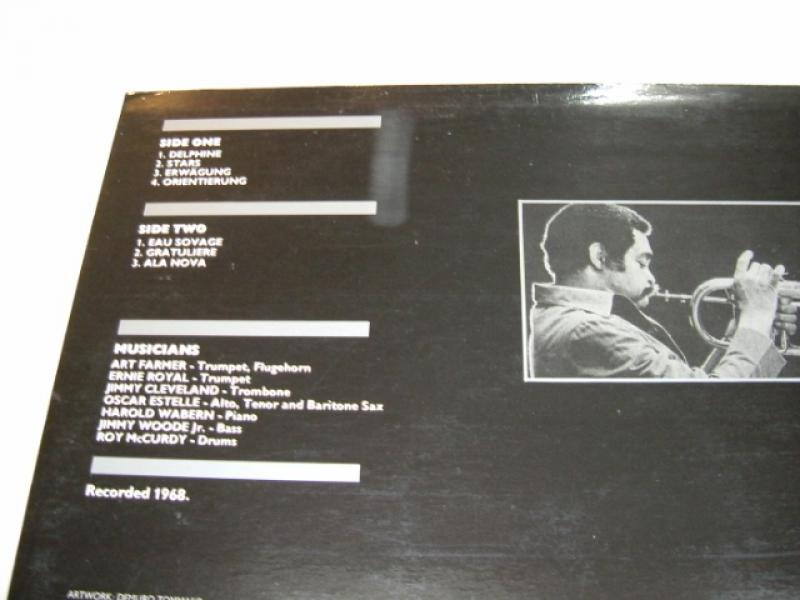 SIDE ONE
1. DELPHINE
2. STARS
3. ERWÄGUNG
4. ORIENTIERUNG
SIDE TWO
1. EAU SOVAGE
2. GRATULIERE
3. ALA NOVA
MUSICIANS
ART FARMER - Trumpet, Flugehorn
ERNIE ROYAL - Trumpet
JIMMY CLEVELAND - Trombone
OSCAR ESTELLE - Alto, Tenor and Baritone Sax
HAROLD WABERN - Piano
JIMMY WOODE Jr. - Bass
ROY McCURDY - Drums
Recorded 1968.
ARTWORK: DEMURO